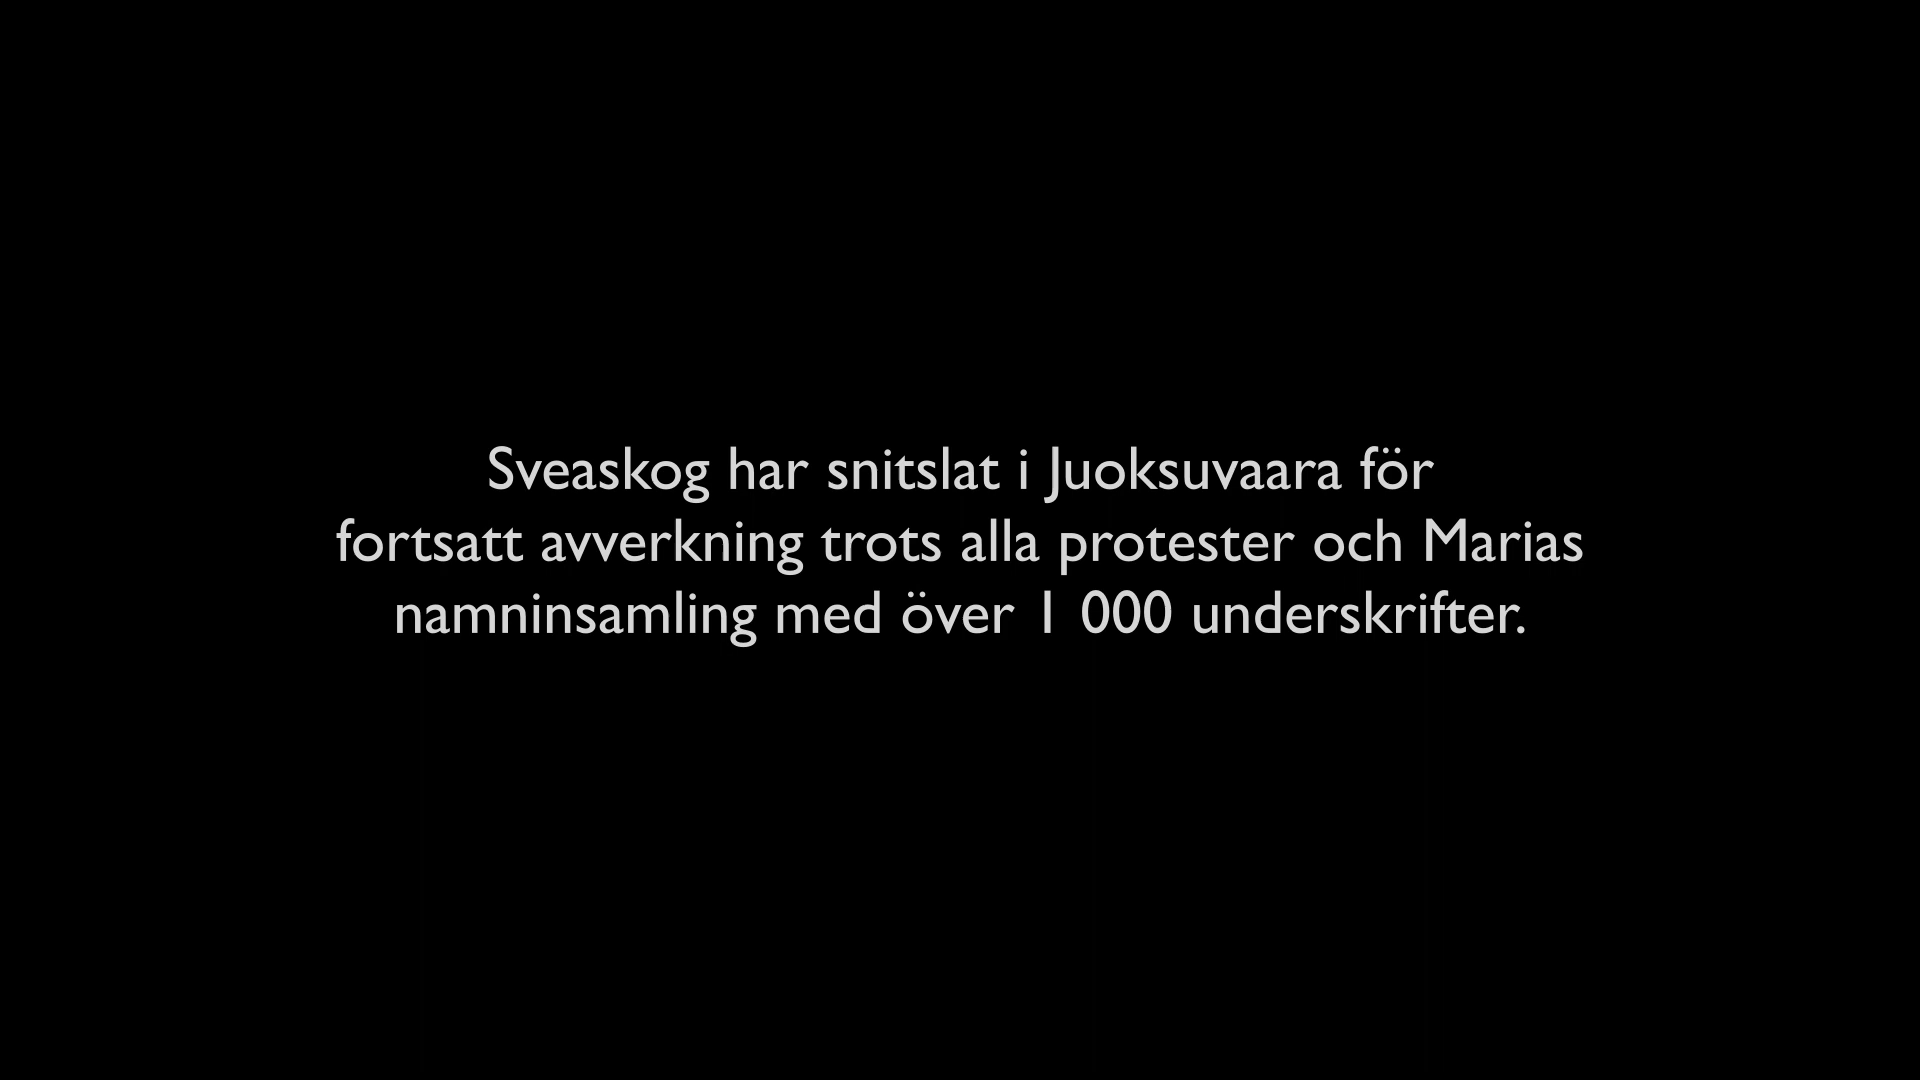 Sveaskog har snitslat i Juoksuvaara för
fortsatt avverkning trots alla protester och Marias
namninsamling med över 1 000 underskrifter.